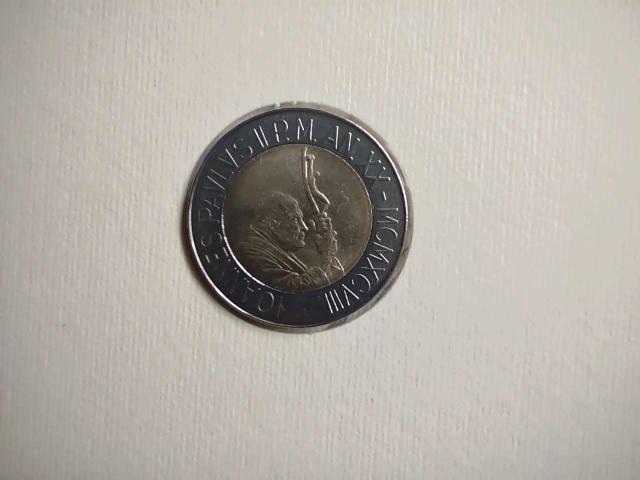 IOANNES PAVLVS II P.M. AN. XX - MCMXCVIII